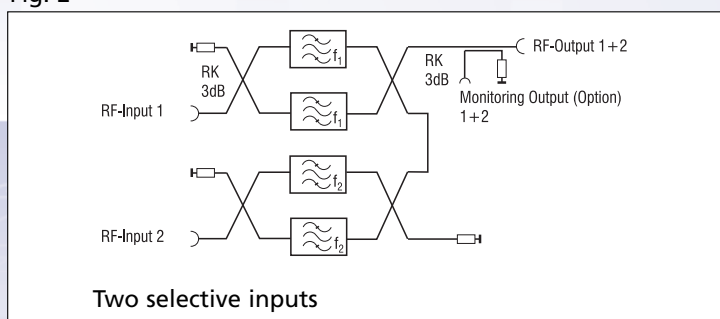 Fig. 2
RK
3dB
f1
RF-Output 1+2
RK
3dB
RF-Input 1
f1
Monitoring Output (Option)
1+2
f2
RF-Input 2
f2
Two selective inputs